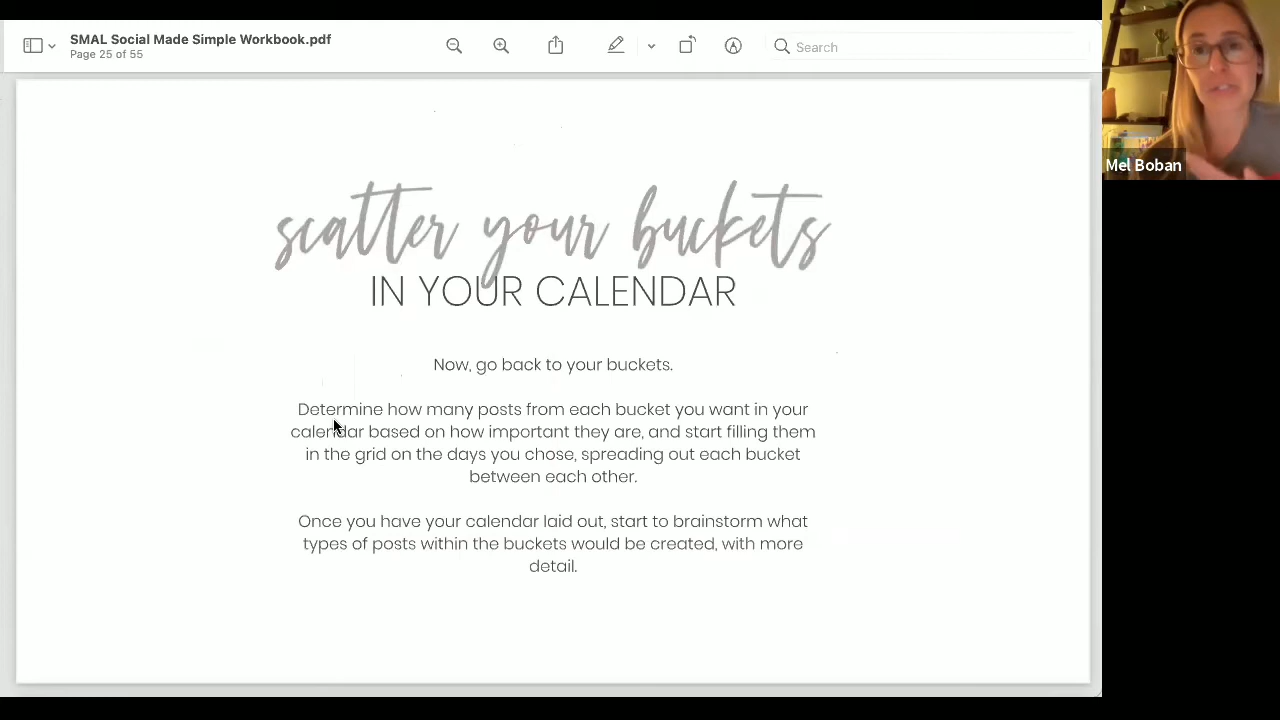 SMAL Social Made Simple Workbook.pdf
Page 25 of 55
Search
Mel Boban
scatter your buckets
IN YOUR CALENDAR
Now, go back to your buckets.
Determine how many posts from each bucket you want in your
calendar based on how important they are, and start filling them
in the grid on the days you chose, spreading out each bucket
between each other.
Once you have your calendar laid out, start to brainstorm what
types of posts within the buckets would be created, with more
detail.